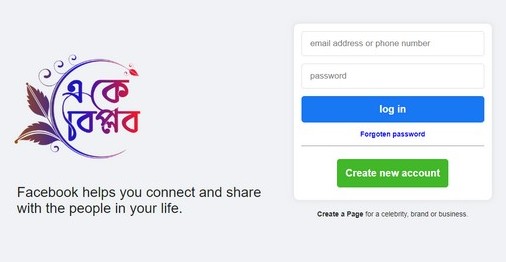 এ কে
বিপ্লব
Facebook helps you connect and share
with the people in your life.
email address or phone number
password
log in
Forgoten password
Create new account
Create a Page for a celebrity, brand or business.